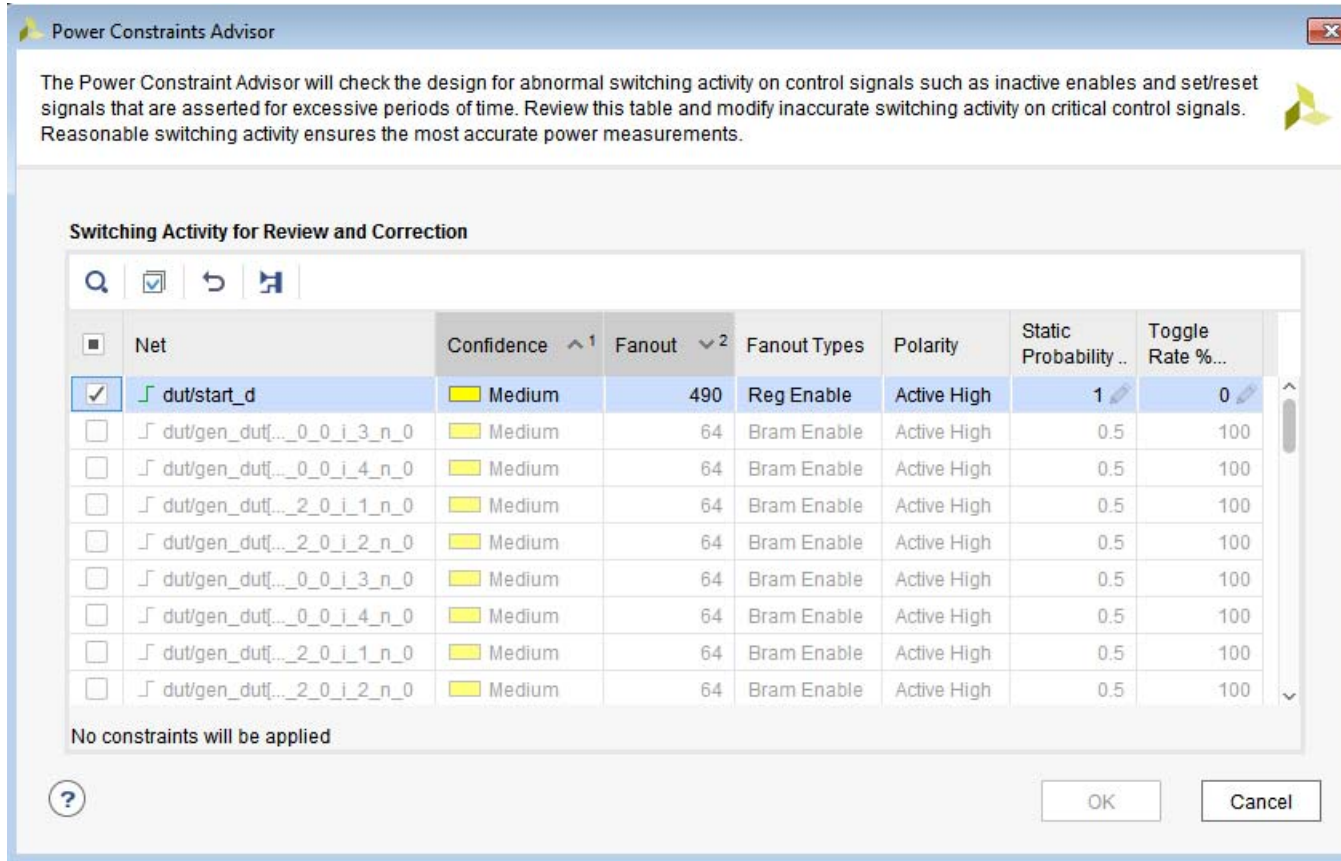 Power Constraints Advisor
The Power Constraint Advisor will check the design for abnormal switching activity on control signals such as inactive enables and set/reset
signals that are asserted for excessive periods of time. Review this table and modify inaccurate switching activity on critical control signals.
Reasonable switching activity ensures the most accurate power measurements.
Switching Activity for Review and Correction
Net Confidence 1 Fanout 2 Fanout Types Polarity Static Probability .. Toggle Rate %...
dut/start_d Medium 490 Reg Enable Active High 1 0
dut/gen_dut[..._0_0_i_3_n_0 Medium 64 Bram Enable Active High 0.5 100
dut/gen_dut[..._0_0_i_4_n_0 Medium 64 Bram Enable Active High 0.5 100
dut/gen_dut[..._2_0_i_1_n_0 Medium 64 Bram Enable Active High 0.5 100
dut/gen_dut[..._2_0_i_2_n_0 Medium 64 Bram Enable Active High 0.5 100
dut/gen_dut[..._0_0_i_3_n_0 Medium 64 Bram Enable Active High 0.5 100
dut/gen_dut[..._0_0_i_4_n_0 Medium 64 Bram Enable Active High 0.5 100
dut/gen_dut[..._2_0_i_1_n_0 Medium 64 Bram Enable Active High 0.5 100
dut/gen_dut[..._2_0_i_2_n_0 Medium 64 Bram Enable Active High 0.5 100
No constraints will be applied
? OK Cancel